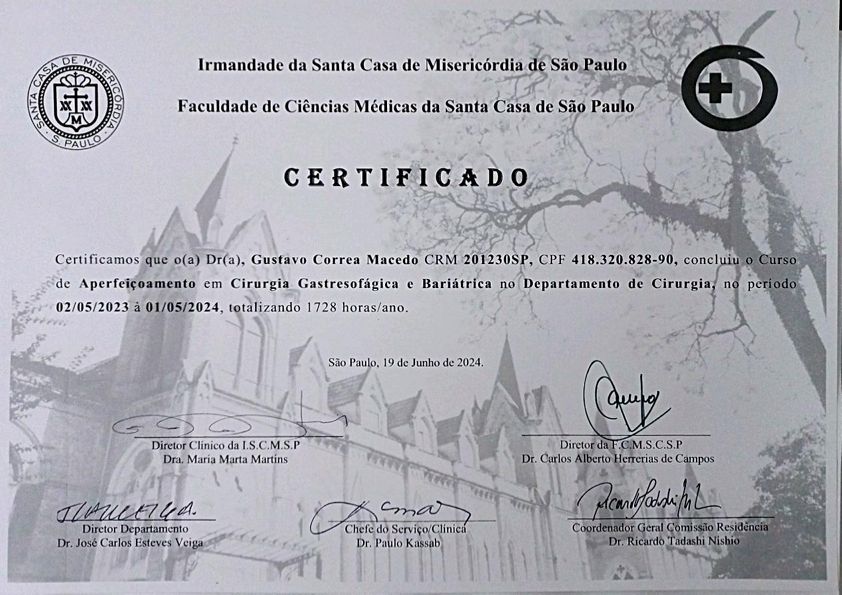 Irmandade da Santa Casa de Misericórdia de São Paulo
Faculdade de Ciências Médicas da Santa Casa de São Paulo
SANTA CASA DE MISERICÓRDIA
S. PAULO
M
CERTIFICADO
Certificamos que o(a) Dr(a), Gustavo Correa Macedo CRM 201230SP, CPF 418.320.828-90, concluiu o Curso
de Aperfeiçoamento em Cirurgia Gastresofágica e Bariátrica no Departamento de Cirurgia, no período
02/05/2023 à 01/05/2024, totalizando 1728 horas/ano.
São Paulo, 19 de Junho de 2024.
Diretor Clínico da I.S.C.M.S.P
Dra. Maria Marta Martins
Diretor da F.C.M.S.C.S.P
Dr. Carlos Alberto Herrerias de Campos
Diretor Departamento
Dr. José Carlos Esteves Veiga
Chefe do Serviço/Clínica
Dr. Paulo Kassab
Coordenador Geral Comissão Residência
Dr. Ricardo Tadashi Nishio